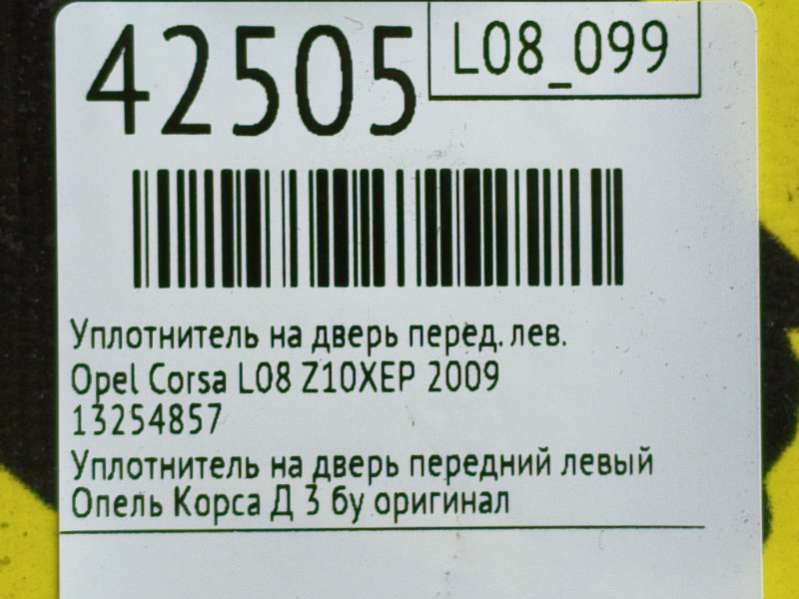 42505
L08_099
Уплотнитель на дверь перед. лев.
Opel Corsa L08 Z10XEP 2009
13254857
Уплотнитель на дверь передний левый
Опель Корса Д 3 бу оригинал